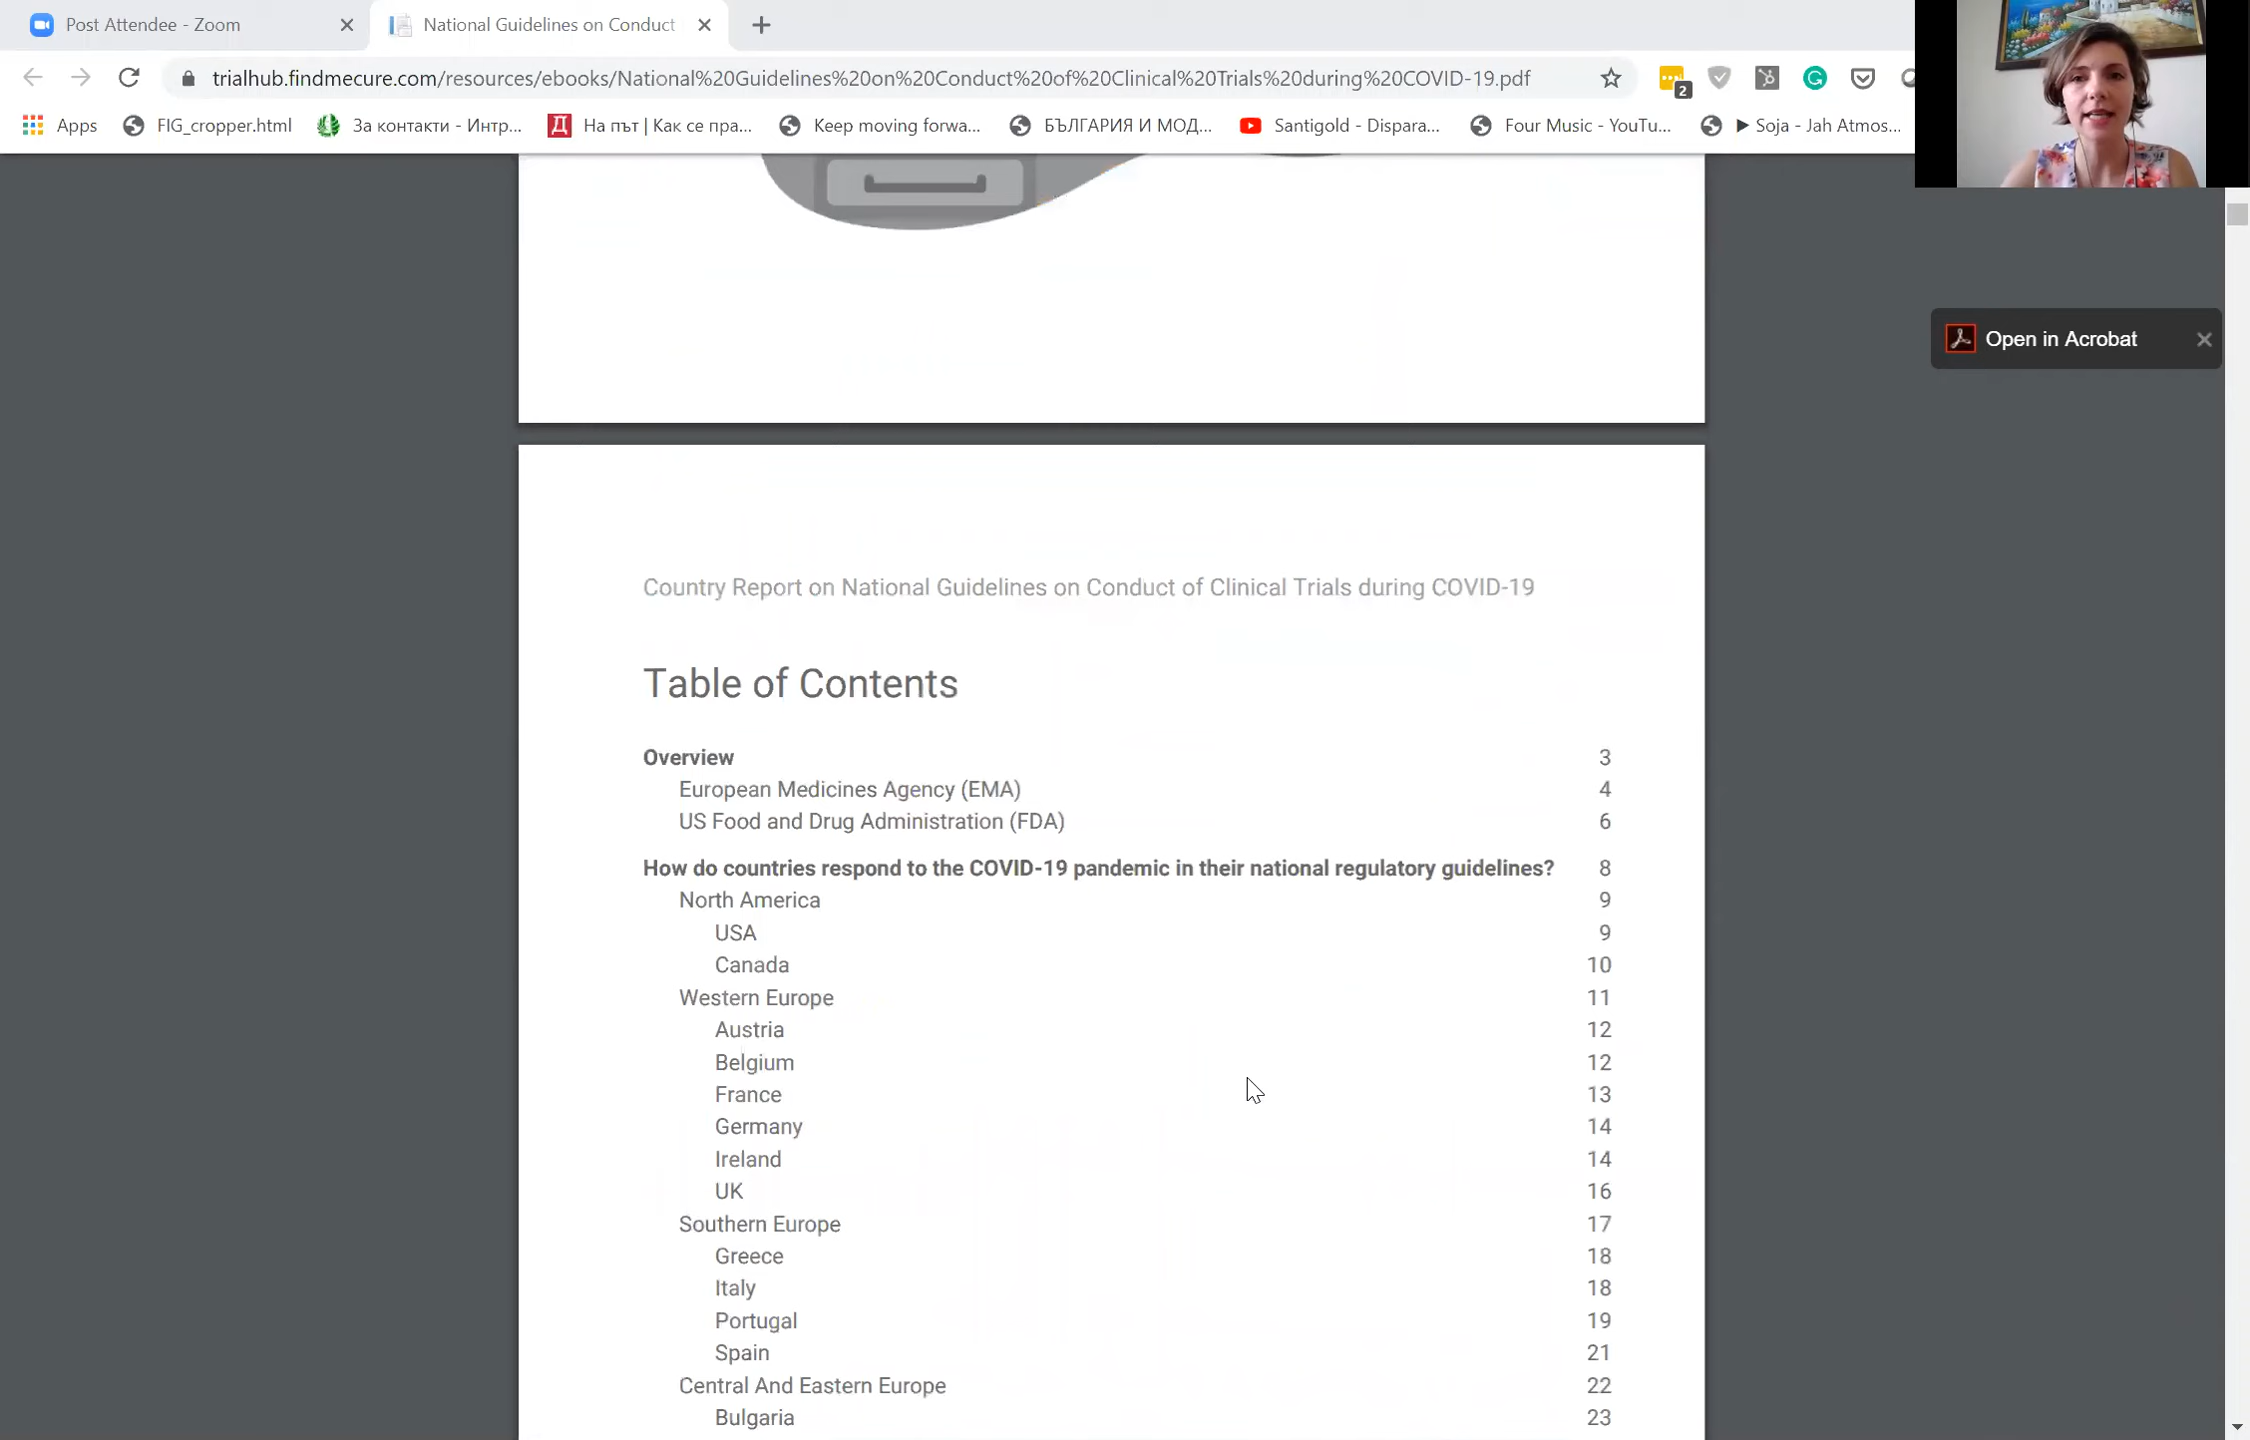 Post Attendee - Zoom
National Guidelines on Conduct
trialhub.findmecure.com/resources/ebooks/National%20Guidelines%20on%20Conduct%20of%20Clinical%20Trials%20during%20COVID-19.pdf
2
Apps
FIG_cropper.html
За контакти - Интр...
На път | Как се пра...
Keep moving forwa...
БЪЛГАРИЯ И МОД...
Santigold - Dispara...
Four Music - YouTu...
► Soja - Jah Atmos...
Open in Acrobat
Country Report on National Guidelines on Conduct of Clinical Trials during COVID-19
Table of Contents
Overview 3
European Medicines Agency (EMA) 4
US Food and Drug Administration (FDA) 6
How do countries respond to the COVID-19 pandemic in their national regulatory guidelines? 8
North America 9
USA 9
Canada 10
Western Europe 11
Austria 12
Belgium 12
France 13
Germany 14
Ireland 14
UK 16
Southern Europe 17
Greece 18
Italy 18
Portugal 19
Spain 21
Central And Eastern Europe 22
Bulgaria 23